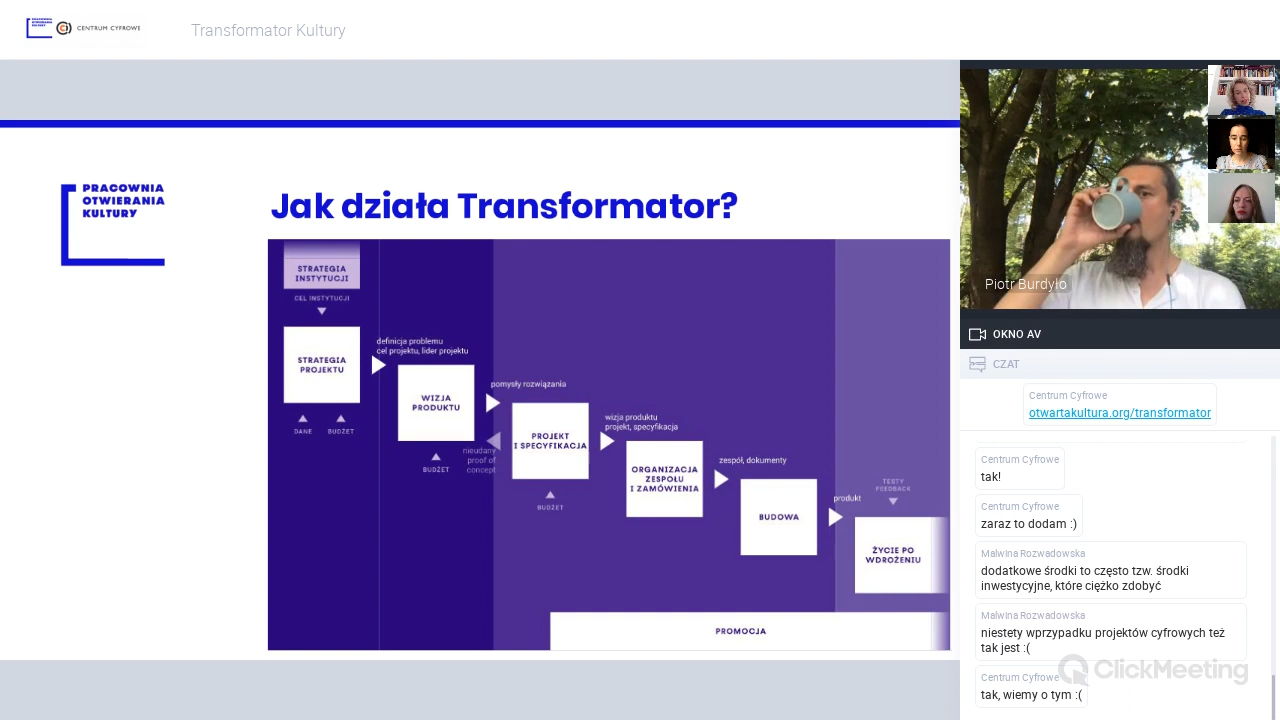 PRACOWNIA
OTWIERANIA
KULTURY
CENTRUM CYFROWE
Transformator Kultury
PRACOWNIA
OTWIERANIA
KULTURY
Jak działa Transformator?
STRATEGIA
INSTYTUCJI
CEL INSTYTUCJI
STRATEGIA
PROJEKTU
DANE
BUDŻET
definicja problemu
cel projektu, lider projektu
WIZJA
PRODUKTU
BUDŻET
pomysły rozwiązania
nieudany
proof of
concept
PROJEKT
I SPECYFIKACJA
BUDŻET
wizja produktu
projekt, specyfikacja
ORGANIZACJA
ZESPOŁU
I ZAMÓWIENIA
zespół, dokumenty
BUDOWA
produkt
TESTY
FEEDBACK
ŻYCIE PO
WDROŻENIU
PROMOCJA
Piotr Burdyło
OKNO AV
CZAT
Centrum Cyfrowe
otwartakultura.org/transformator
Centrum Cyfrowe
tak!
Centrum Cyfrowe
zaraz to dodam :)
Malwina Rozwadowska
dodatkowe środki to często tzw. środki
inwestycyjne, które ciężko zdobyć
Malwina Rozwadowska
niestety wprzypadku projektów cyfrowych też
tak jest :(
Centrum Cyfrowe
tak, wiemy o tym :(
ClickMeeting